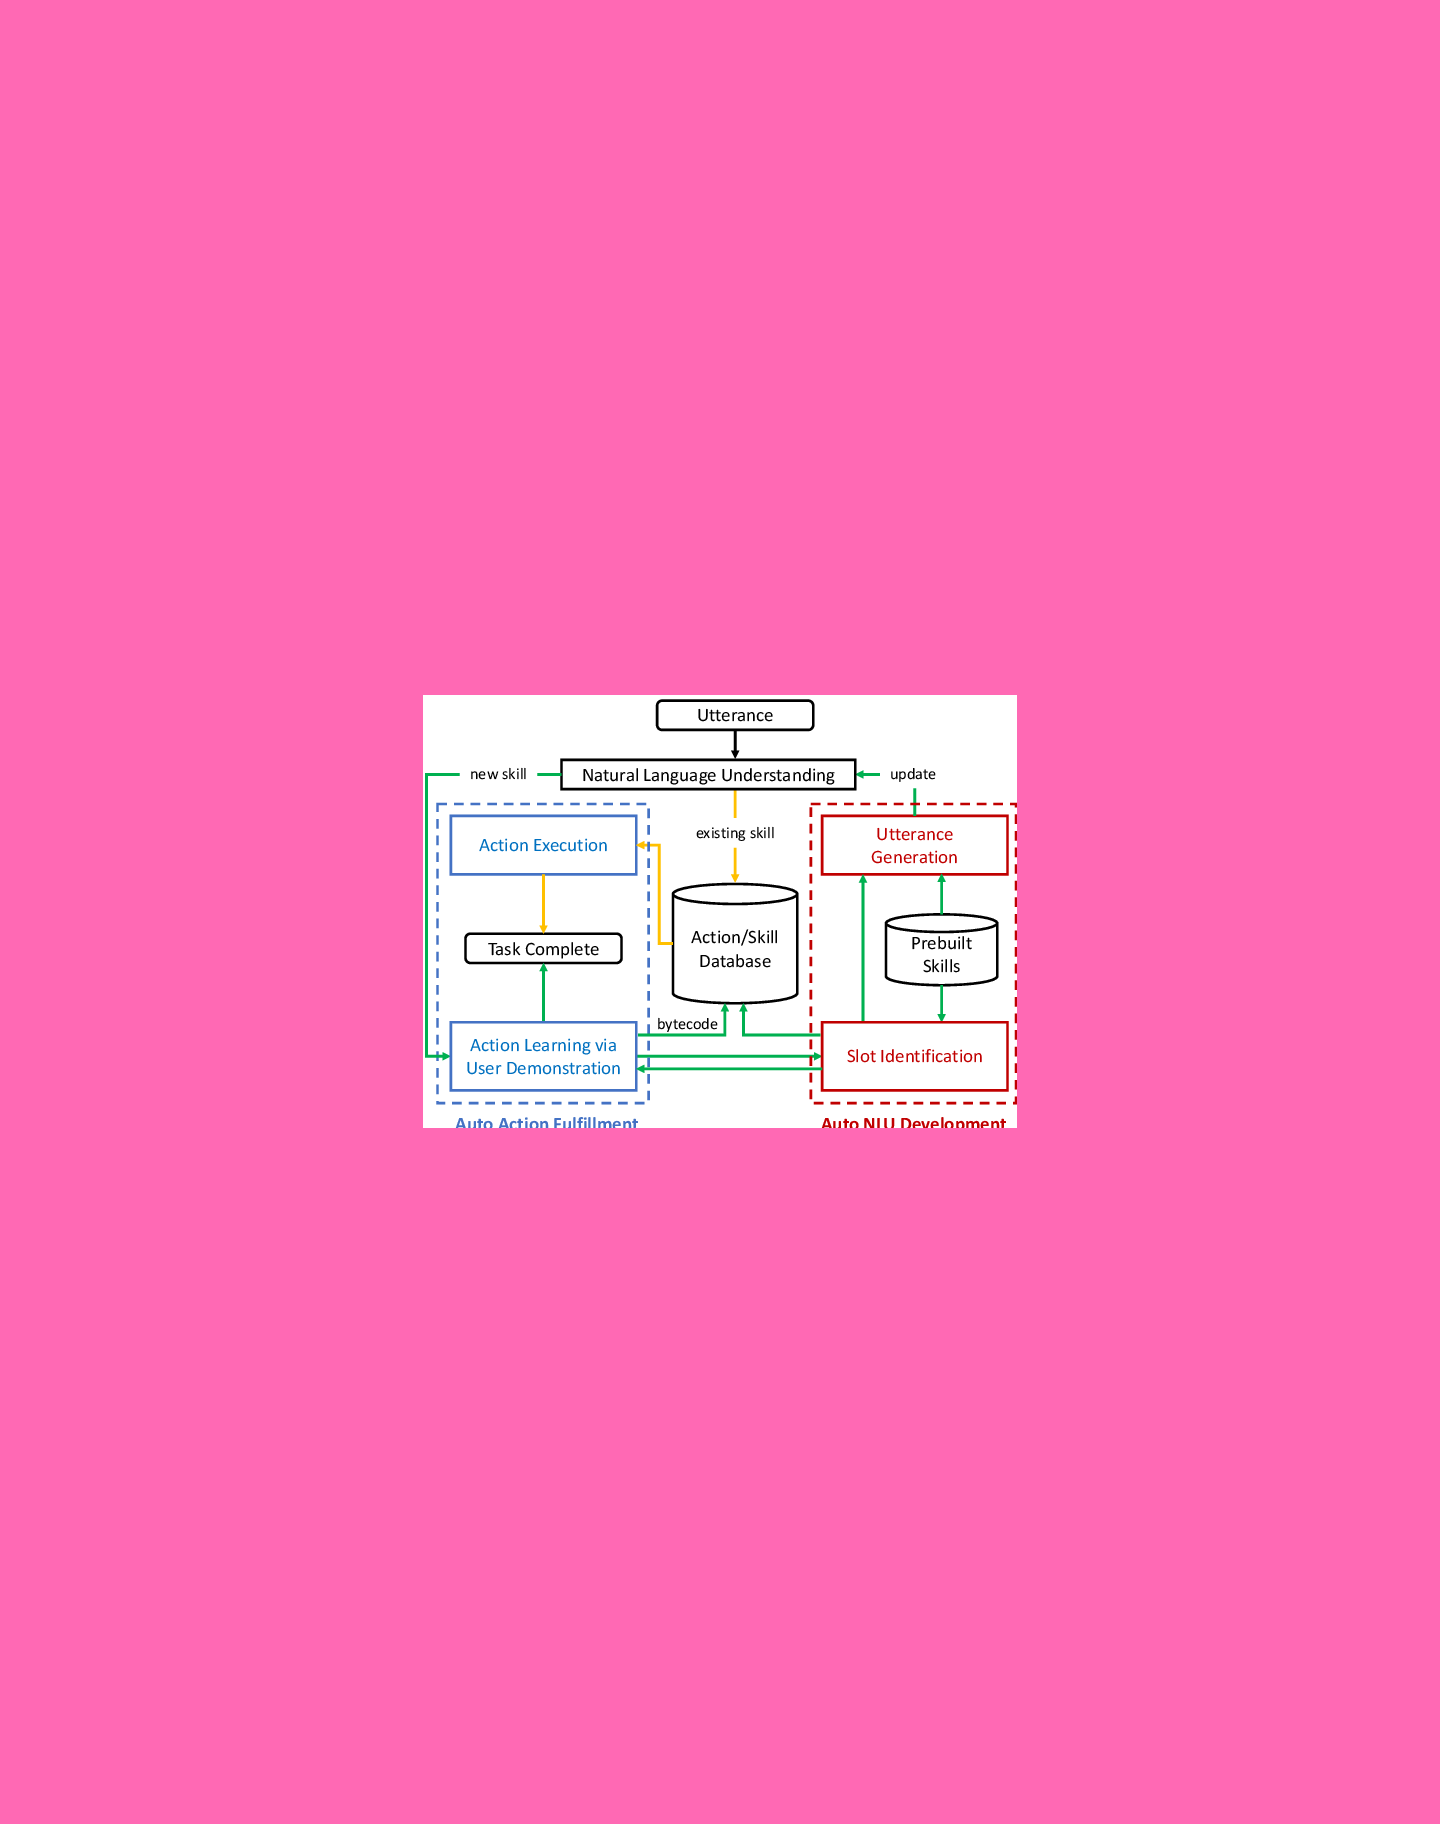 Utterance
new skill
Natural Language Understanding
update
Action Execution
existing skill
Utterance
Generation
Task Complete
Action/Skill
Database
Prebuilt
Skills
bytecode
Action Learning via
User Demonstration
Slot Identification
Auto Action Fulfillment
Auto NLU Development